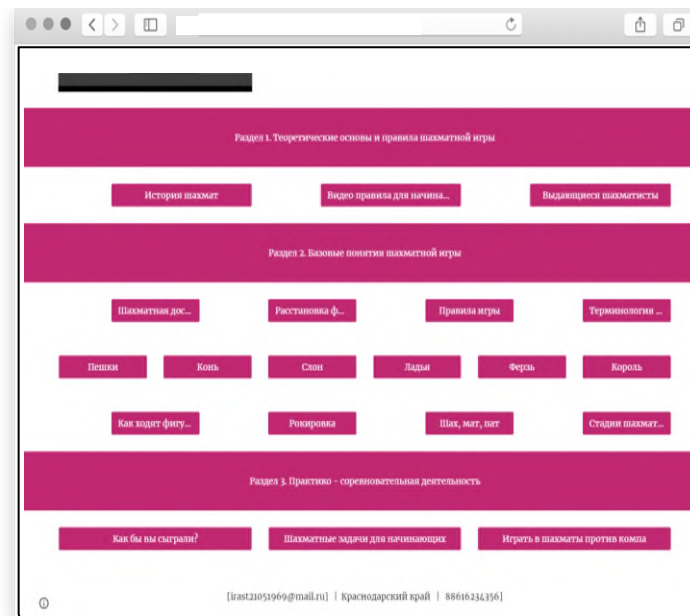 Раздел 1. Теоретические основы и правила шахматной игры
История шахмат
Видео правила для начина...
Выдающиеся шахматисты
Раздел 2. Базовые понятия шахматной игры
Шахматная дос...
Расстановка ф...
Правила игры
Терминология ...
Пешки
Конь
Слон
Ладьи
Ферзь
Король
Как ходят фигу...
Рокировка
Шах, мат, пат
Стадии шахмат...
Раздел 3. Практико - соревновательная деятельность
Как бы вы сыграли?
Шахматные задачи для начинающих
Играть в шахматы против компа
[irast21051969@mail.ru] | Краснодарский край | 88616234356]